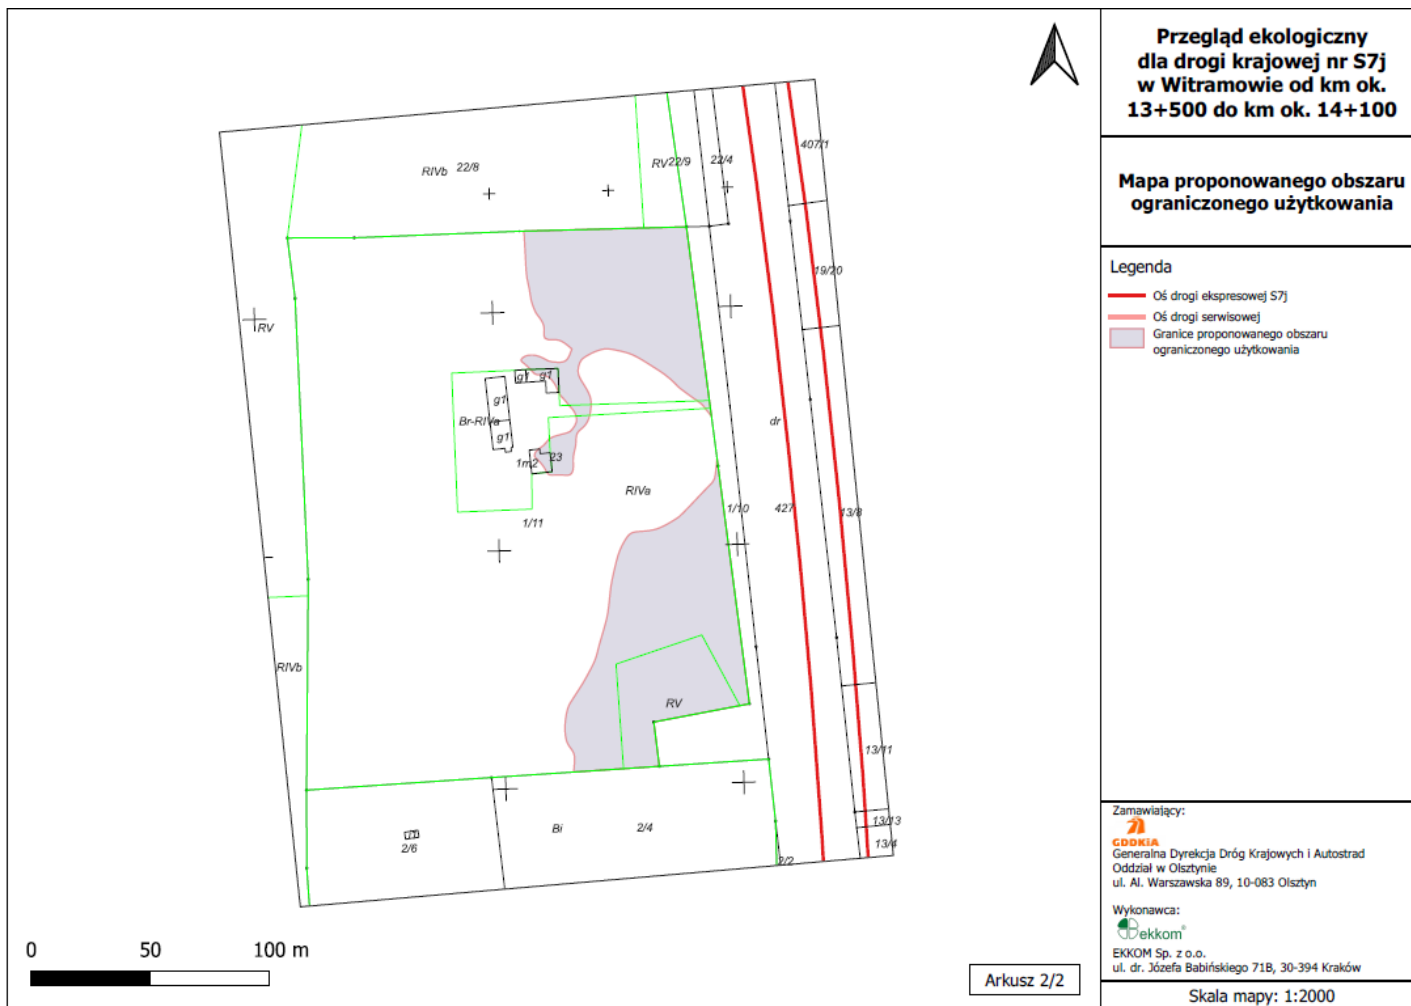 Przegląd ekologiczny
dla drogi krajowej nr S7j
w Witramowie od km ok.
13+500 do km ok. 14+100
Mapa proponowanego obszaru
ograniczonego użytkowania
Legenda
Oś drogi ekspresowej S7j
Oś drogi serwisowej
Granice proponowanego obszaru
ograniczonego użytkowania
407/1
RIVb 22/8
RV 22/9
22/4
19/20
RV
g1 g1
g1
Br-RIVa
g1
dr
1m2 23
RIVa
1/11
1/10
427
13/8
RIVb
RV
13/11
Bi
2/4
2/6
13/13
13/4
2/2
0 50 100 m
Arkusz 2/2
Zamawiający:
GDDKiA
Generalna Dyrekcja Dróg Krajowych i Autostrad
Oddział w Olsztynie
ul. Al. Warszawska 89, 10-083 Olsztyn
Wykonawca:
ekkom
EKKOM Sp. z o.o.
ul. dr. Józefa Babińskiego 71B, 30-394 Kraków
Skala mapy: 1:2000